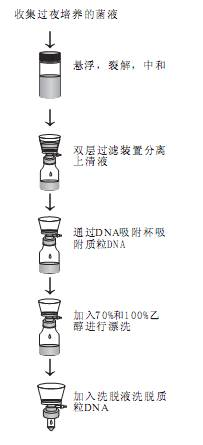 收集过夜培养的菌液
悬浮，裂解，中和
双层过滤装置分离
上清液
通过DNA吸附杯吸
附质粒DNA
加入70%和100%乙
醇进行漂洗
加入洗脱液洗脱质
粒DNA